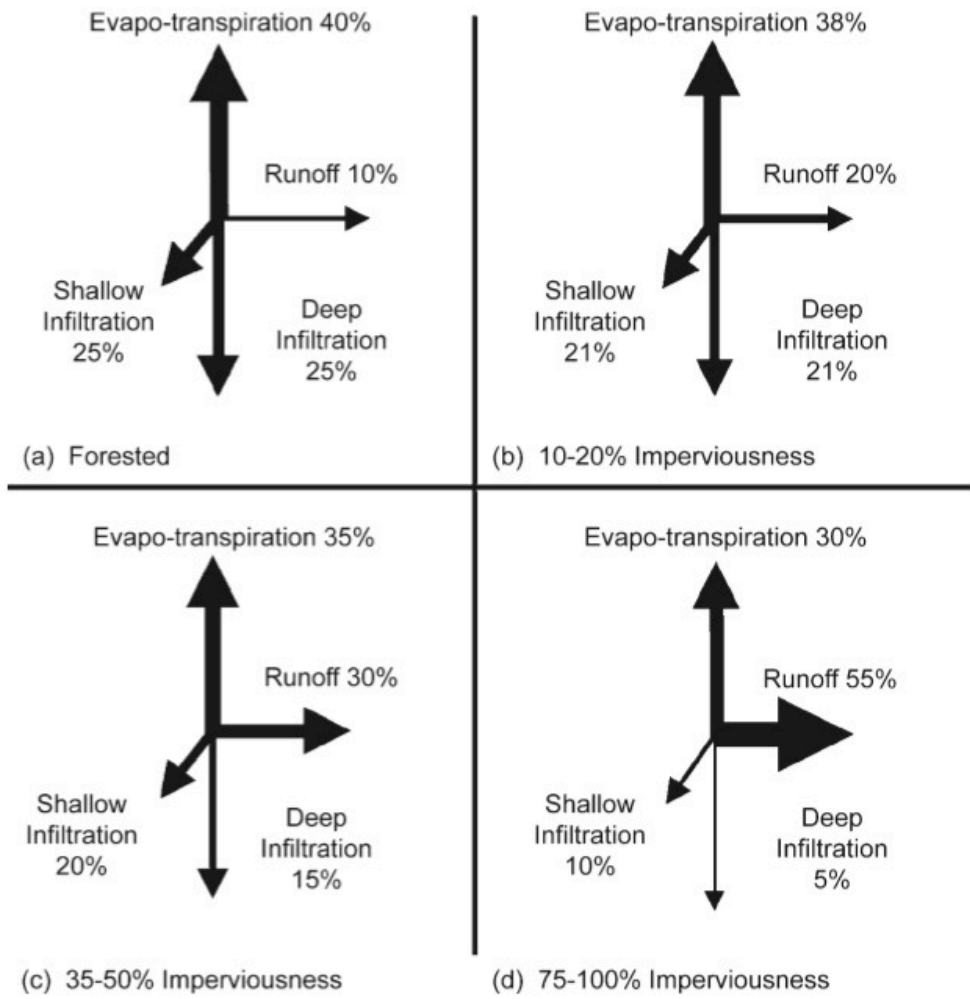 Evapo-transpiration 40%
Runoff 10%
Shallow
Infiltration
25%
Deep
Infiltration
25%
(a) Forested
Evapo-transpiration 38%
Runoff 20%
Shallow
Infiltration
21%
Deep
Infiltration
21%
(b) 10-20% Imperviousness
Evapo-transpiration 35%
Runoff 30%
Shallow
Infiltration
20%
Deep
Infiltration
15%
(c) 35-50% Imperviousness
Evapo-transpiration 30%
Runoff 55%
Shallow
Infiltration
10%
Deep
Infiltration
5%
(d) 75-100% Imperviousness